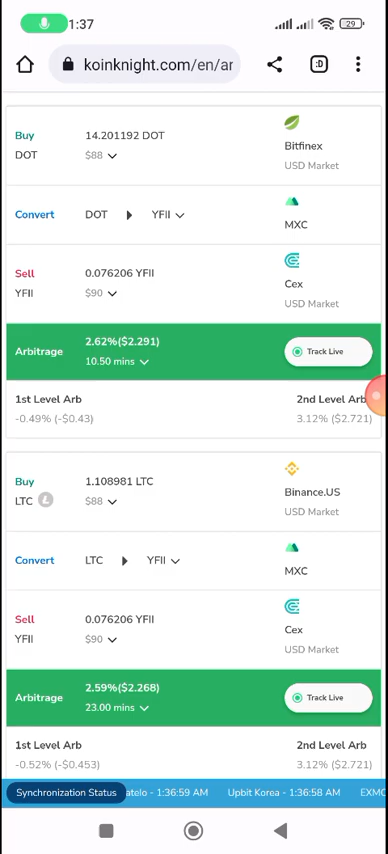 1:37
29
koinknight.com/en/ar
:D
Buy 14.201192 DOT
Bitfinex
DOT $88
USD Market
Convert DOT YFII
MXC
Sell 0.076206 YFII
Cex
YFII $90
USD Market
Arbitrage 2.62%($2.291)
10.50 mins
Track Live
1st Level Arb 2nd Level Arb
-0.49% (-$0.43) 3.12% ($2.721)
Buy 1.108981 LTC
Binance.US
LTC $88
USD Market
Convert LTC YFII
MXC
Sell 0.076206 YFII
Cex
YFII $90
USD Market
Arbitrage 2.59%($2.268)
23.00 mins
Track Live
1st Level Arb 2nd Level Arb
-0.52% (-$0.453) 3.12% ($2.721)
Synchronization Status atelo - 1:36:59 AM Upbit Korea - 1:36:58 AM EXMO